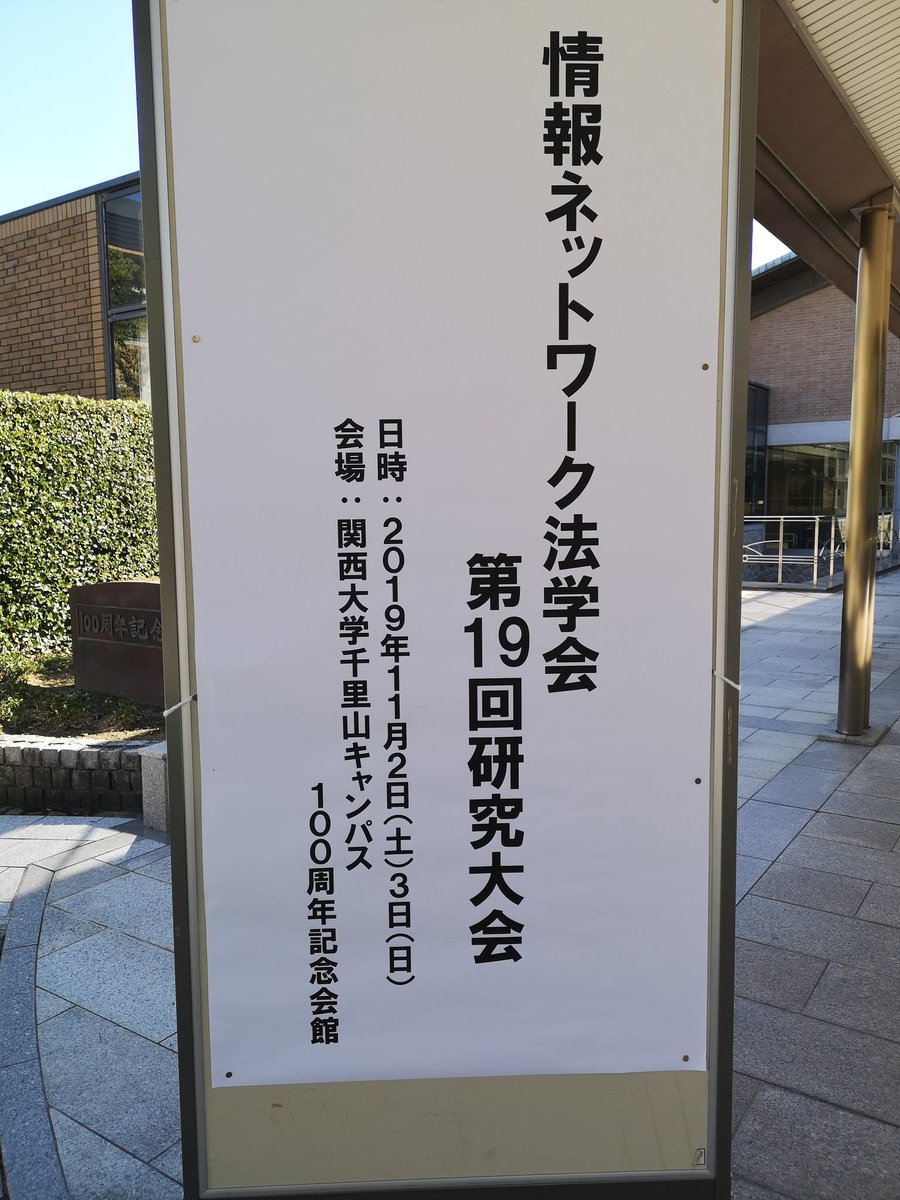 情報ネットワーク法学会
第19回研究大会
日時：2019年11月2日(土)3日(日)
会場：関西大学千里山キャンパス
100周年記念会館
100周年記念